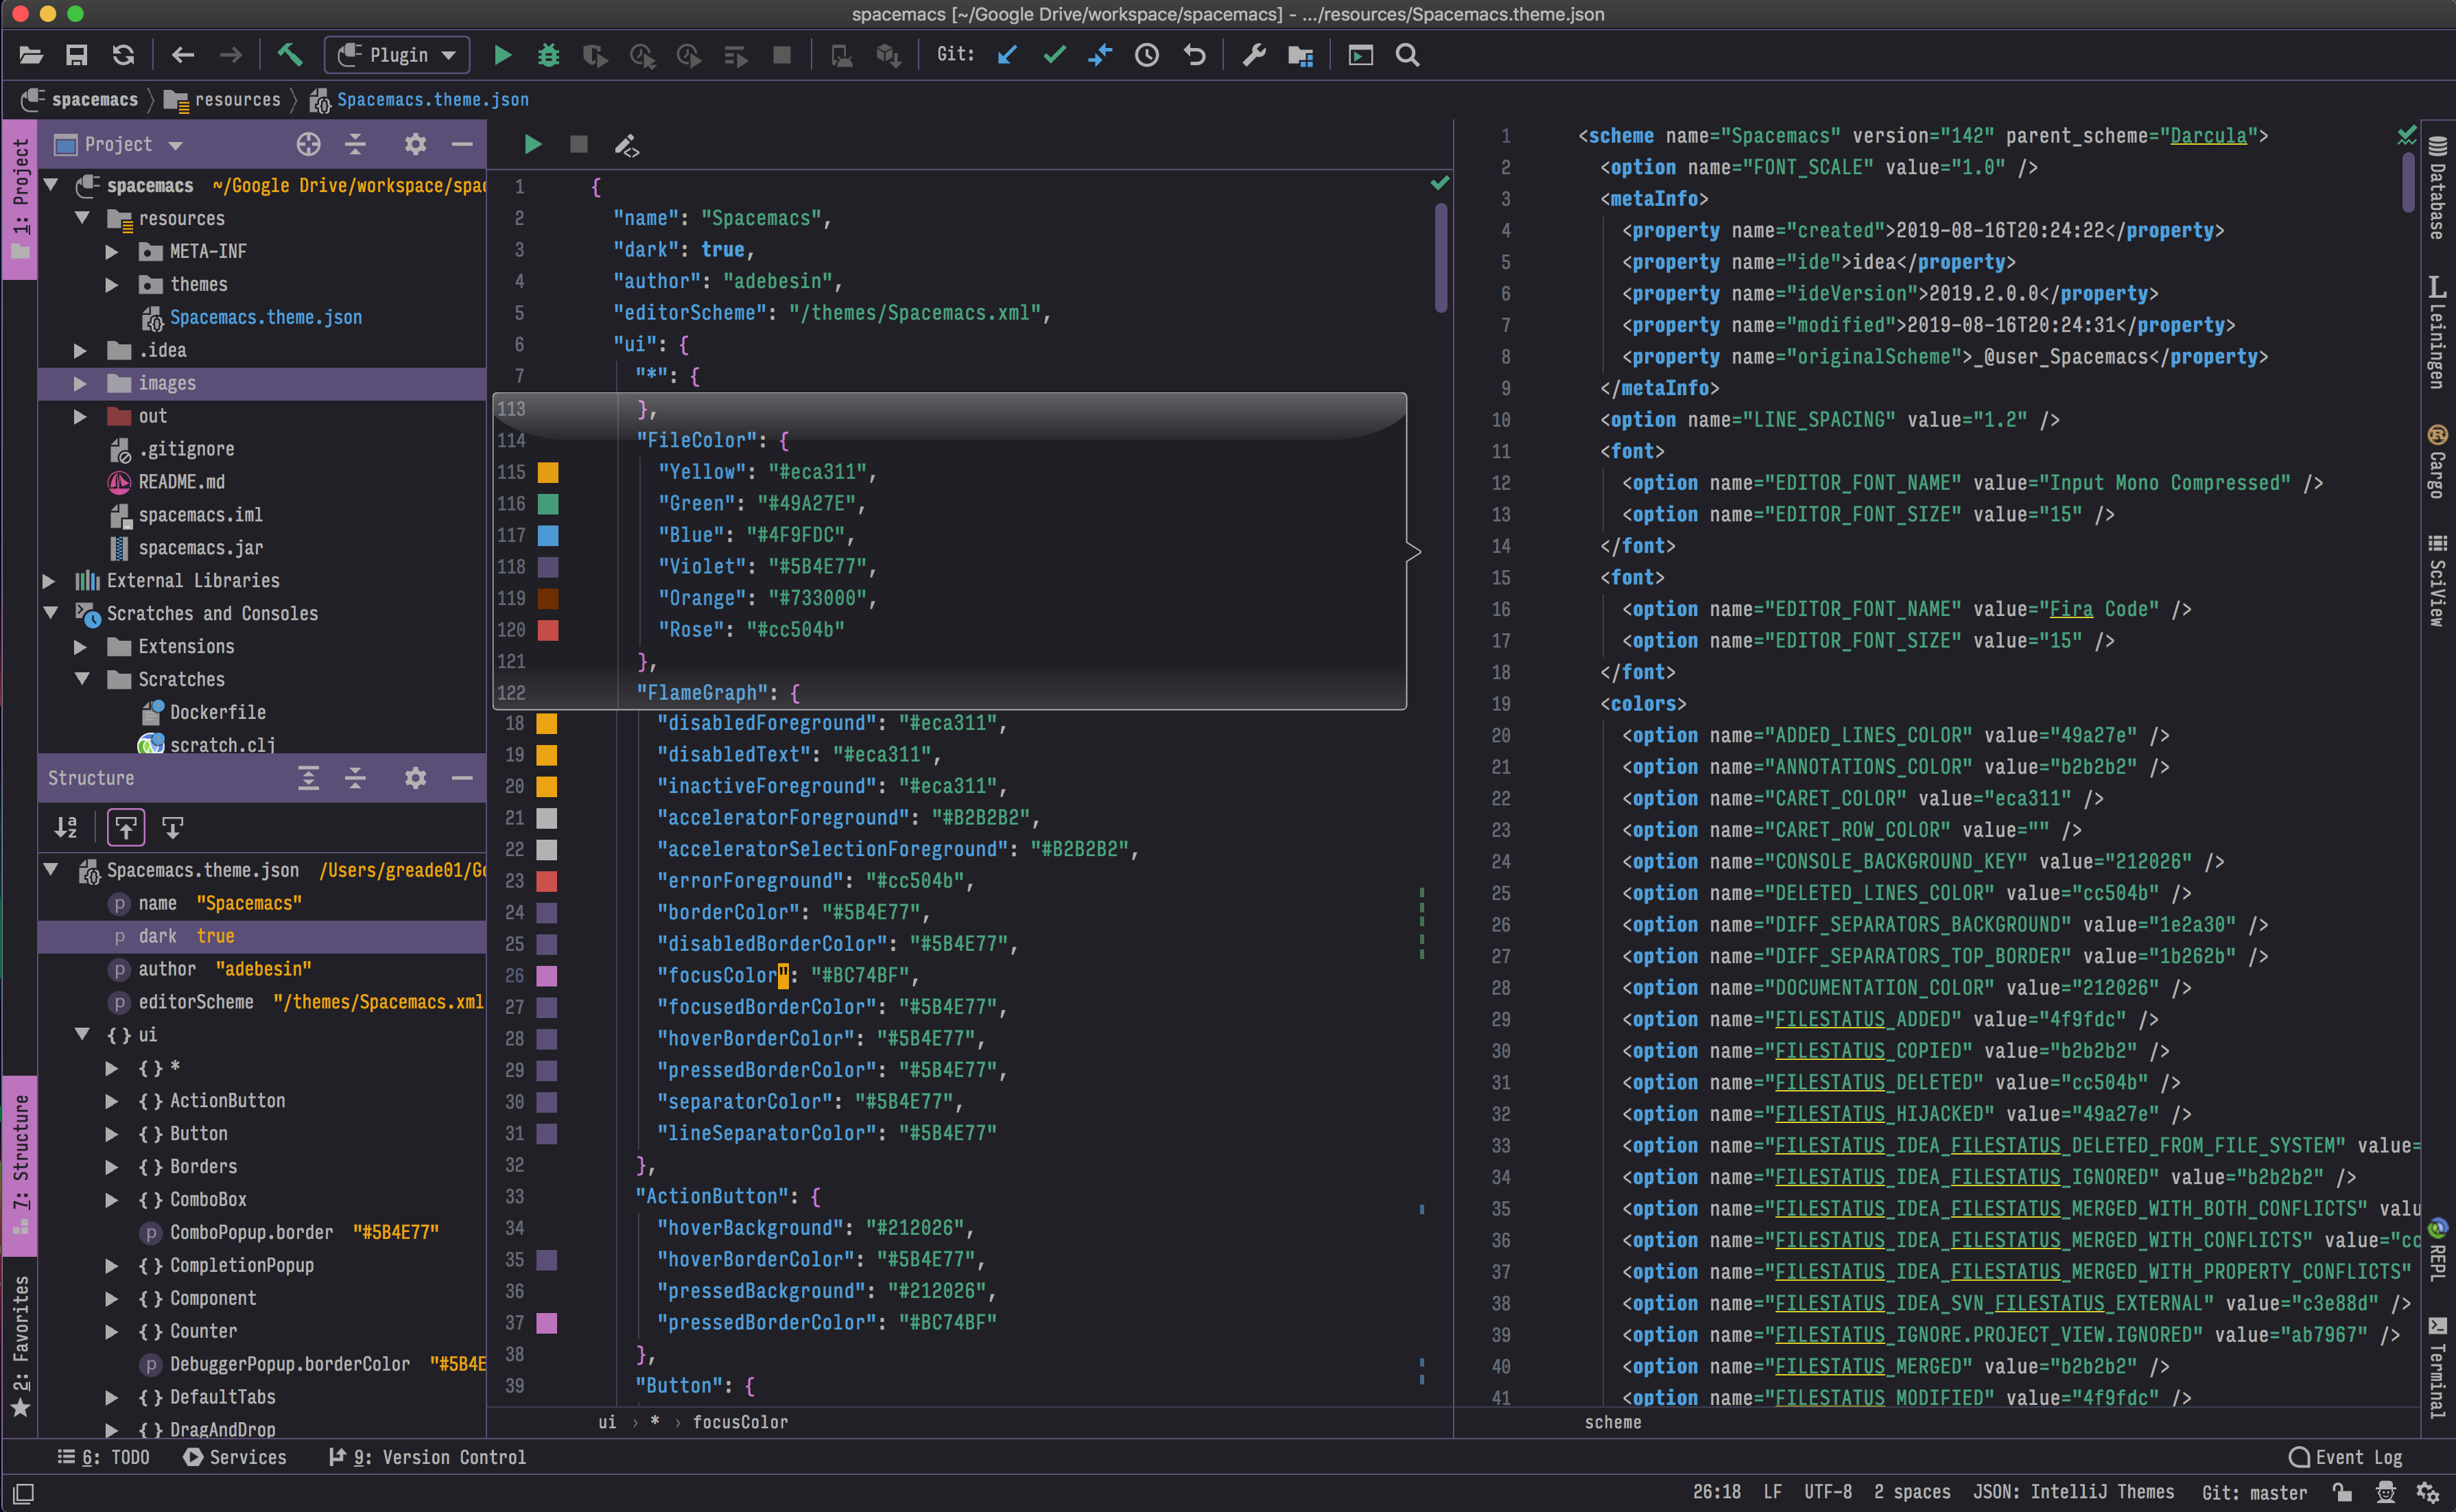 spacemacs [~/Google Drive/workspace/spacemacs] - .../resources/Spacemacs.theme.json
Plugin
Git:
spacemacs
resources
Spacemacs.theme.json
1: Project
7: Structure
2: Favorites
Project
spacemacs ~/Google Drive/workspace/spac
resources
META-INF
themes
Spacemacs.theme.json
.idea
images
out
.gitignore
README.md
spacemacs.iml
spacemacs.jar
External Libraries
Scratches and Consoles
Extensions
Scratches
Dockerfile
scratch.clj
Structure
Spacemacs.theme.json /Users/greade01/Go
name "Spacemacs"
dark true
author "adebesin"
editorScheme "/themes/Spacemacs.xml
{} ui
{} *
{} ActionButton
{} Button
{} Borders
{} ComboBox
ComboPopup.border "#5B4E77"
{} CompletionPopup
{} Component
{} Counter
DebuggerPopup.borderColor "#5B4E
{} DefaultTabs
{} DragAndDrop
1 {
2 "name": "Spacemacs",
3 "dark": true,
4 "author": "adebesin",
5 "editorScheme": "/themes/Spacemacs.xml",
6 "ui": {
7 "*": {
113 },
114 "FileColor": {
115 "Yellow": "#eca311",
116 "Green": "#49A27E",
117 "Blue": "#4F9FDC",
118 "Violet": "#5B4E77",
119 "Orange": "#733000",
120 "Rose": "#cc504b"
121 },
122 "FlameGraph": {
18 "disabledForeground": "#eca311",
19 "disabledText": "#eca311",
20 "inactiveForeground": "#eca311",
21 "acceleratorForeground": "#B2B2B2",
22 "acceleratorSelectionForeground": "#B2B2B2",
23 "errorForeground": "#cc504b",
24 "borderColor": "#5B4E77",
25 "disabledBorderColor": "#5B4E77",
26 "focusColor": "#BC74BF",
27 "focusedBorderColor": "#5B4E77",
28 "hoverBorderColor": "#5B4E77",
29 "pressedBorderColor": "#5B4E77",
30 "separatorColor": "#5B4E77",
31 "lineSeparatorColor": "#5B4E77"
32 },
33 "ActionButton": {
34 "hoverBackground": "#212026",
35 "hoverBorderColor": "#5B4E77",
36 "pressedBackground": "#212026",
37 "pressedBorderColor": "#BC74BF"
38 },
39 "Button": {
ui › * › focusColor
1 <scheme name="Spacemacs" version="142" parent_scheme="Darcula">
2 <option name="FONT_SCALE" value="1.0" />
3 <metaInfo>
4 <property name="created">2019-08-16T20:24:22</property>
5 <property name="ide">idea</property>
6 <property name="ideVersion">2019.2.0.0</property>
7 <property name="modified">2019-08-16T20:24:31</property>
8 <property name="originalScheme">_@user_Spacemacs</property>
9 </metaInfo>
10 <option name="LINE_SPACING" value="1.2" />
11 <font>
12 <option name="EDITOR_FONT_NAME" value="Input Mono Compressed" />
13 <option name="EDITOR_FONT_SIZE" value="15" />
14 </font>
15 <font>
16 <option name="EDITOR_FONT_NAME" value="Fira Code" />
17 <option name="EDITOR_FONT_SIZE" value="15" />
18 </font>
19 <colors>
20 <option name="ADDED_LINES_COLOR" value="49a27e" />
21 <option name="ANNOTATIONS_COLOR" value="b2b2b2" />
22 <option name="CARET_COLOR" value="eca311" />
23 <option name="CARET_ROW_COLOR" value="" />
24 <option name="CONSOLE_BACKGROUND_KEY" value="212026" />
25 <option name="DELETED_LINES_COLOR" value="cc504b" />
26 <option name="DIFF_SEPARATORS_BACKGROUND" value="1e2a30" />
27 <option name="DIFF_SEPARATORS_TOP_BORDER" value="1b262b" />
28 <option name="DOCUMENTATION_COLOR" value="212026" />
29 <option name="FILESTATUS_ADDED" value="4f9fdc" />
30 <option name="FILESTATUS_COPIED" value="b2b2b2" />
31 <option name="FILESTATUS_DELETED" value="cc504b" />
32 <option name="FILESTATUS_HIJACKED" value="49a27e" />
33 <option name="FILESTATUS_IDEA_FILESTATUS_DELETED_FROM_FILE_SYSTEM" value=
34 <option name="FILESTATUS_IDEA_FILESTATUS_IGNORED" value="b2b2b2" />
35 <option name="FILESTATUS_IDEA_FILESTATUS_MERGED_WITH_BOTH_CONFLICTS" valu
36 <option name="FILESTATUS_IDEA_FILESTATUS_MERGED_WITH_CONFLICTS" value="cc
37 <option name="FILESTATUS_IDEA_FILESTATUS_MERGED_WITH_PROPERTY_CONFLICTS"
38 <option name="FILESTATUS_IDEA_SVN_FILESTATUS_EXTERNAL" value="c3e88d" />
39 <option name="FILESTATUS_IGNORE.PROJECT_VIEW.IGNORED" value="ab7967" />
40 <option name="FILESTATUS_MERGED" value="b2b2b2" />
41 <option name="FILESTATUS_MODIFIED" value="4f9fdc" />
scheme
Database
Leiningen
Cargo
SciView
REPL
Terminal
6: TODO
Services
9: Version Control
Event Log
26:18 LF UTF-8 2 spaces JSON: IntelliJ Themes Git: master